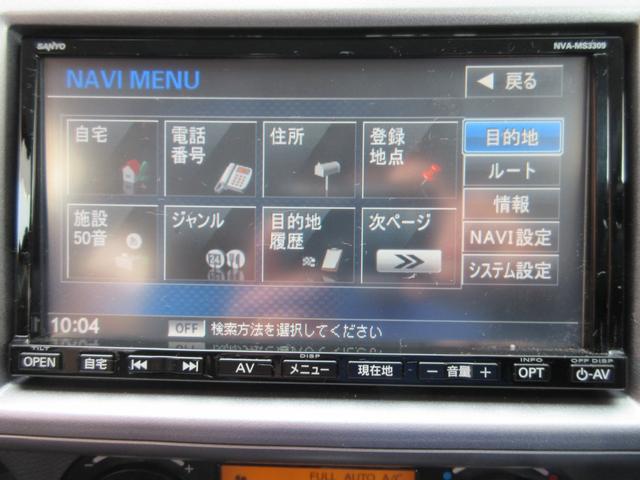 SANYO
NVA-MS3309
NAVI MENU
戻る
自宅
電話
番号
住所
登録
地点
目的地
ルート
情報
NAVI設定
システム設定
施設
50音
ジャンル
目的地
履歴
次ページ
10:04
OFF 検索方法を選択してください
TILT
OPEN
自宅
AV
DISP
メニュー
現在地
− 音量 +
INFO
OPT
OFF DISP
⏻-AV
− +
FULL AUTO A/C